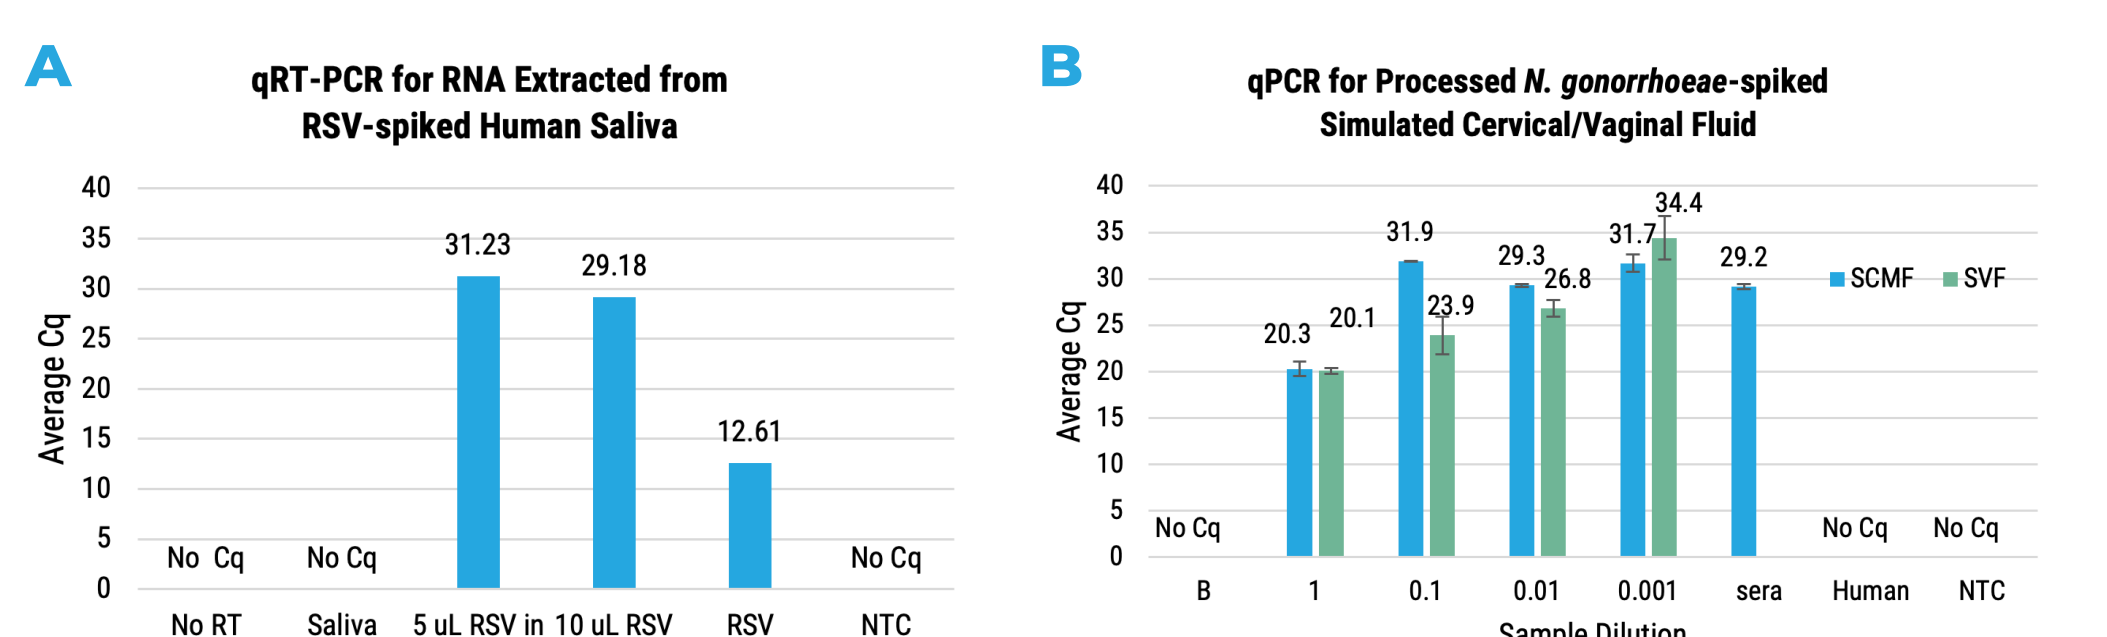 A
qRT-PCR for RNA Extracted from
RSV-spiked Human Saliva
40
35
30
25
20
15
10
5
0
Average Cq
31.23
29.18
12.61
No Cq
No Cq
No Cq
No RT
Saliva
5 uL RSV in
10 uL RSV
RSV
NTC
B
qPCR for Processed N. gonorrhoeae-spiked
Simulated Cervical/Vaginal Fluid
40
35
30
25
20
15
10
5
0
Average Cq
No Cq
20.3
20.1
31.9
23.9
29.3
26.8
31.7
34.4
29.2
No Cq
No Cq
SCMF
SVF
B
1
0.1
0.01
0.001
sera
Human
NTC
Sample Dilution